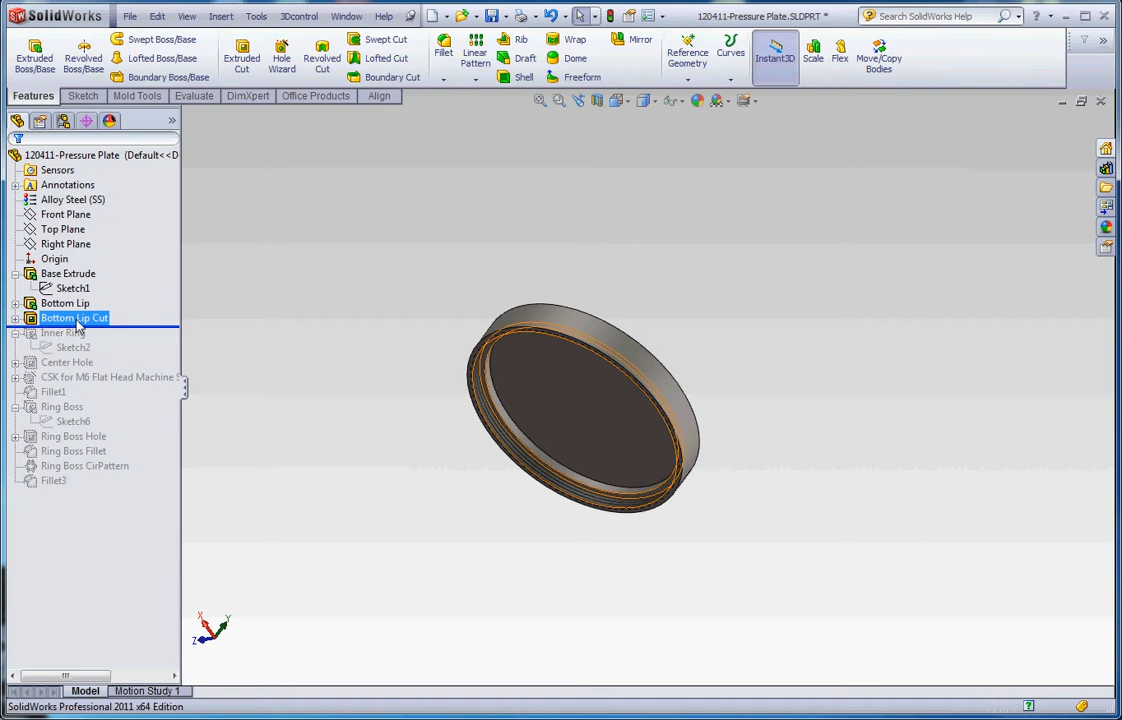 SolidWorks File Edit View Insert Tools 3Dcontrol Window Help 120411-Pressure Plate.SLDPRT * Search SolidWorks Help
Extruded Boss/Base
Revolved Boss/Base
Swept Boss/Base
Lofted Boss/Base
Boundary Boss/Base
Extruded Cut
Hole Wizard
Revolved Cut
Swept Cut
Lofted Cut
Boundary Cut
Fillet
Linear Pattern
Rib
Draft
Shell
Wrap
Dome
Freeform
Mirror
Reference Geometry
Curves
Instant3D
Scale
Flex
Move/Copy Bodies
Features Sketch Mold Tools Evaluate DimXpert Office Products Align
120411-Pressure Plate (Default<<D
Sensors
Annotations
Alloy Steel (SS)
Front Plane
Top Plane
Right Plane
Origin
Base Extrude
Sketch1
Bottom Lip
Bottom Lip Cut
Inner Ring
Sketch2
Center Hole
CSK for M6 Flat Head Machine S
Fillet1
Ring Boss
Sketch6
Ring Boss Hole
Ring Boss Fillet
Ring Boss CirPattern
Fillet3
X
Y
Z
Model Motion Study 1
SolidWorks Professional 2011 x64 Edition